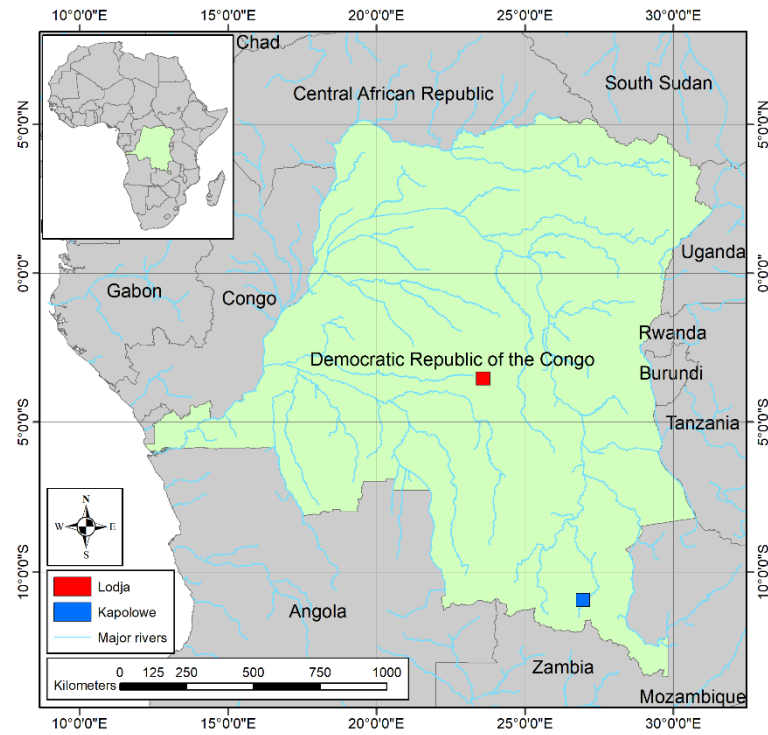 10°0'0"E 15°0'0"E 20°0'0"E 25°0'0"E 30°0'0"E
Chad
South Sudan
Central African Republic
5°0'0"N 5°0'0"N
Uganda
0°0'0" 0°0'0"
Gabon
Congo
Rwanda
Democratic Republic of the Congo
Burundi
Tanzania
5°0'0"S 5°0'0"S
N
W E
S
10°0'0"S 10°0'0"S
Lodja
Kapolowe
Major rivers
Angola
Zambia
0 125 250 500 750 1000
Kilometers
Mozambique
10°0'0"E 15°0'0"E 20°0'0"E 25°0'0"E 30°0'0"E